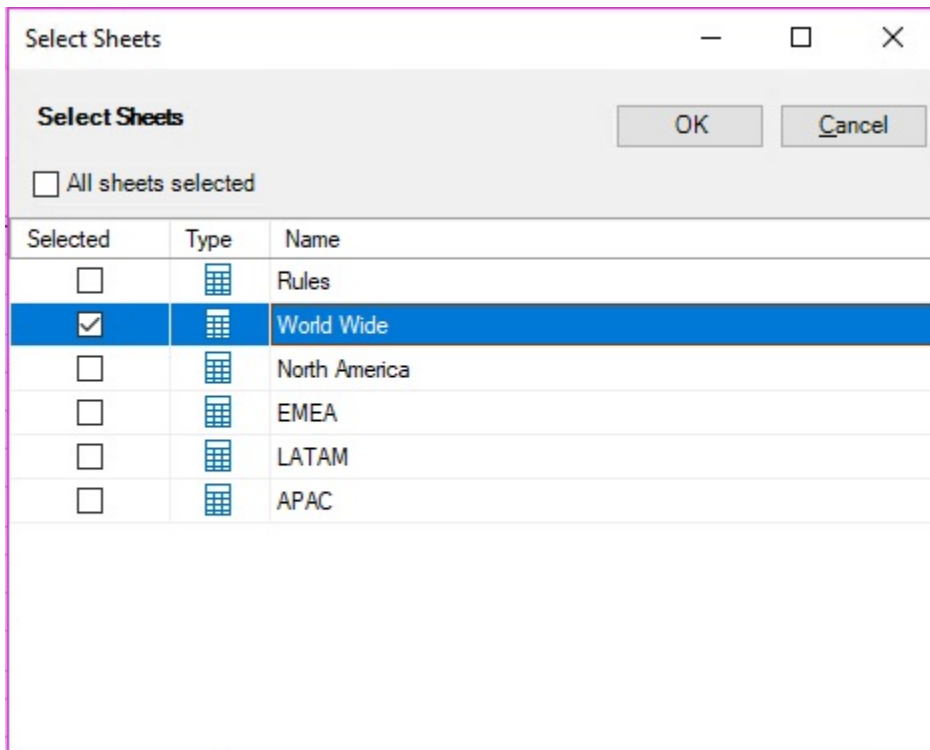 Select Sheets
Select Sheets
OK Cancel
All sheets selected
Selected Type Name
Rules
World Wide
North America
EMEA
LATAM
APAC